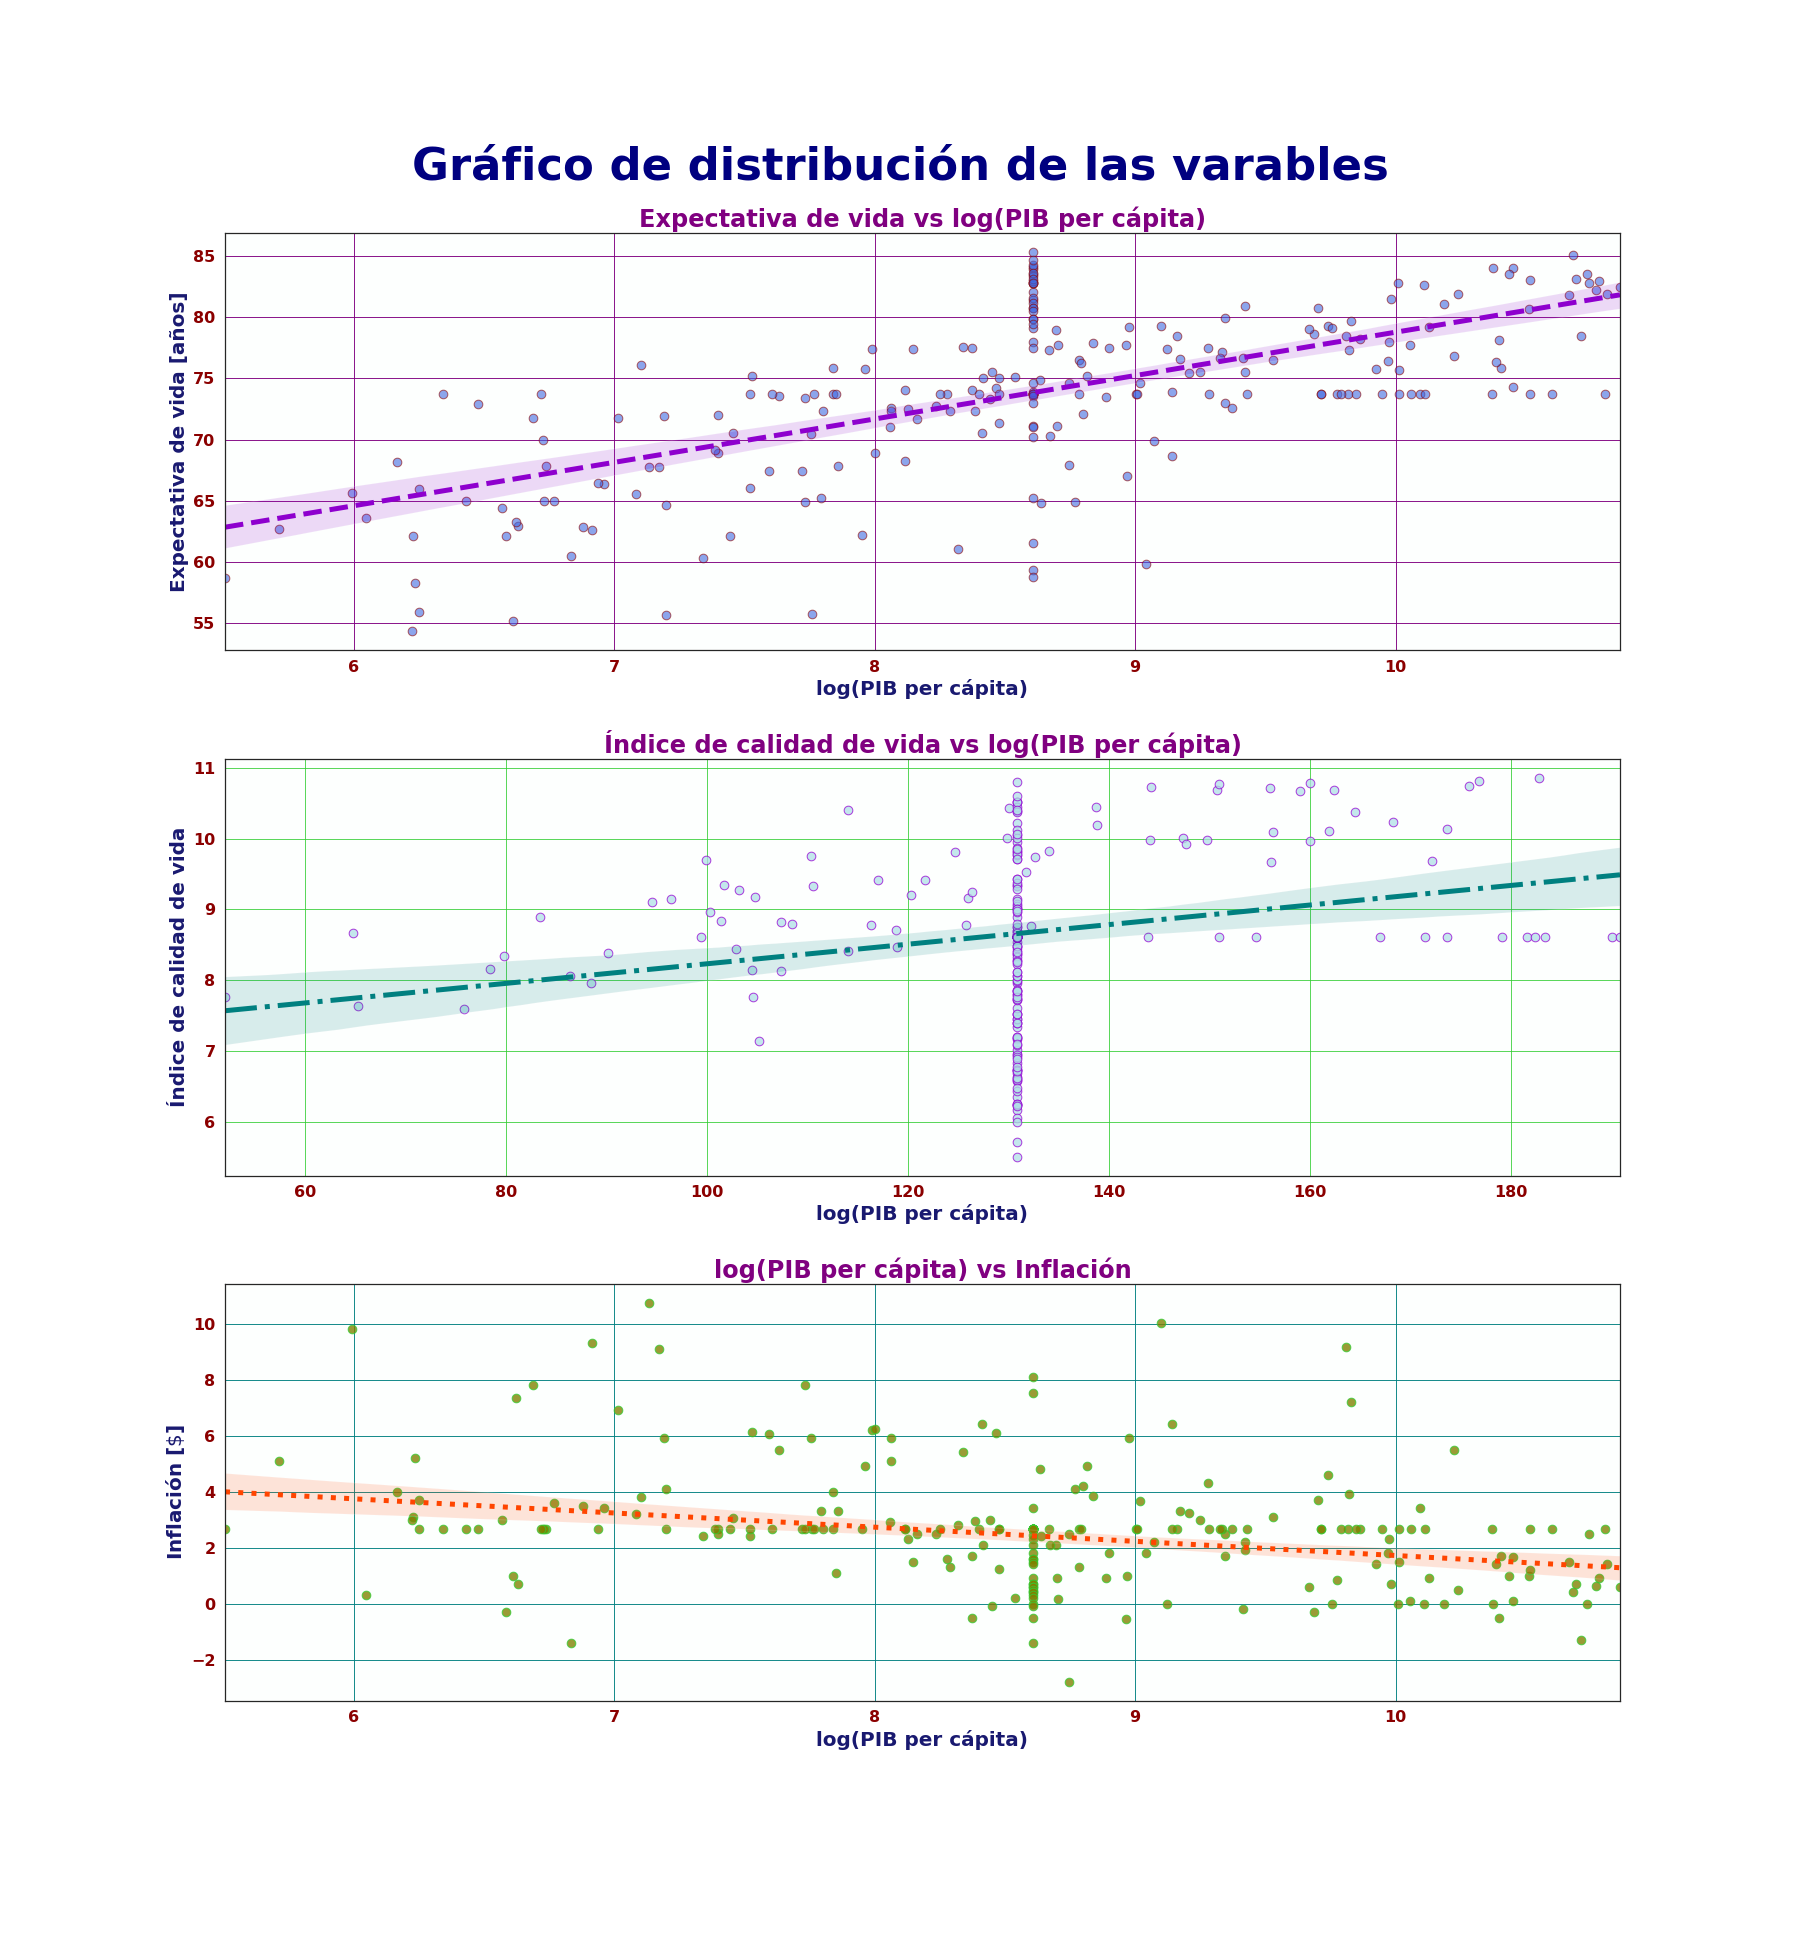 Gráfico de distribución de las varables
Expectativa de vida vs log(PIB per cápita)
Expectativa de vida [años]
85
80
75
70
65
60
55
6 7 8 9 10
log(PIB per cápita)
Índice de calidad de vida vs log(PIB per cápita)
Índice de calidad de vida
11
10
9
8
7
6
60 80 100 120 140 160 180
log(PIB per cápita)
log(PIB per cápita) vs Inflación
Inflación [$]
10
8
6
4
2
0
−2
6 7 8 9 10
log(PIB per cápita)